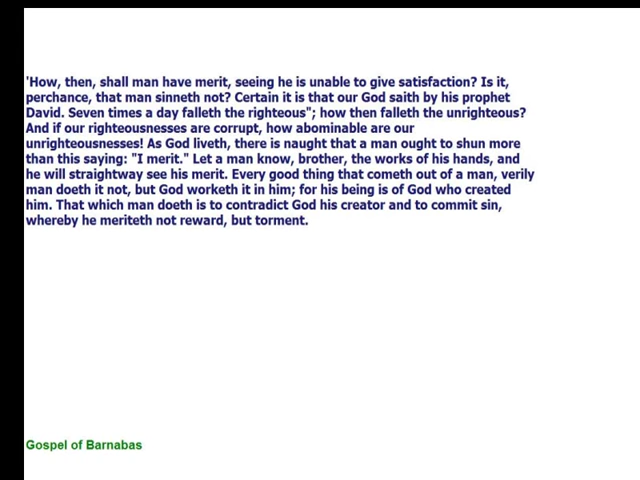 'How, then, shall man have merit, seeing he is unable to give satisfaction? Is it,
perchance, that man sinneth not? Certain it is that our God saith by his prophet
David. Seven times a day falleth the righteous"; how then falleth the unrighteous?
And if our righteousnesses are corrupt, how abominable are our
unrighteousnesses! As God liveth, there is naught that a man ought to shun more
than this saying: "I merit." Let a man know, brother, the works of his hands, and
he will straightway see his merit. Every good thing that cometh out of a man, verily
man doeth it not, but God worketh it in him; for his being is of God who created
him. That which man doeth is to contradict God his creator and to commit sin,
whereby he meriteth not reward, but torment.
Gospel of Barnabas